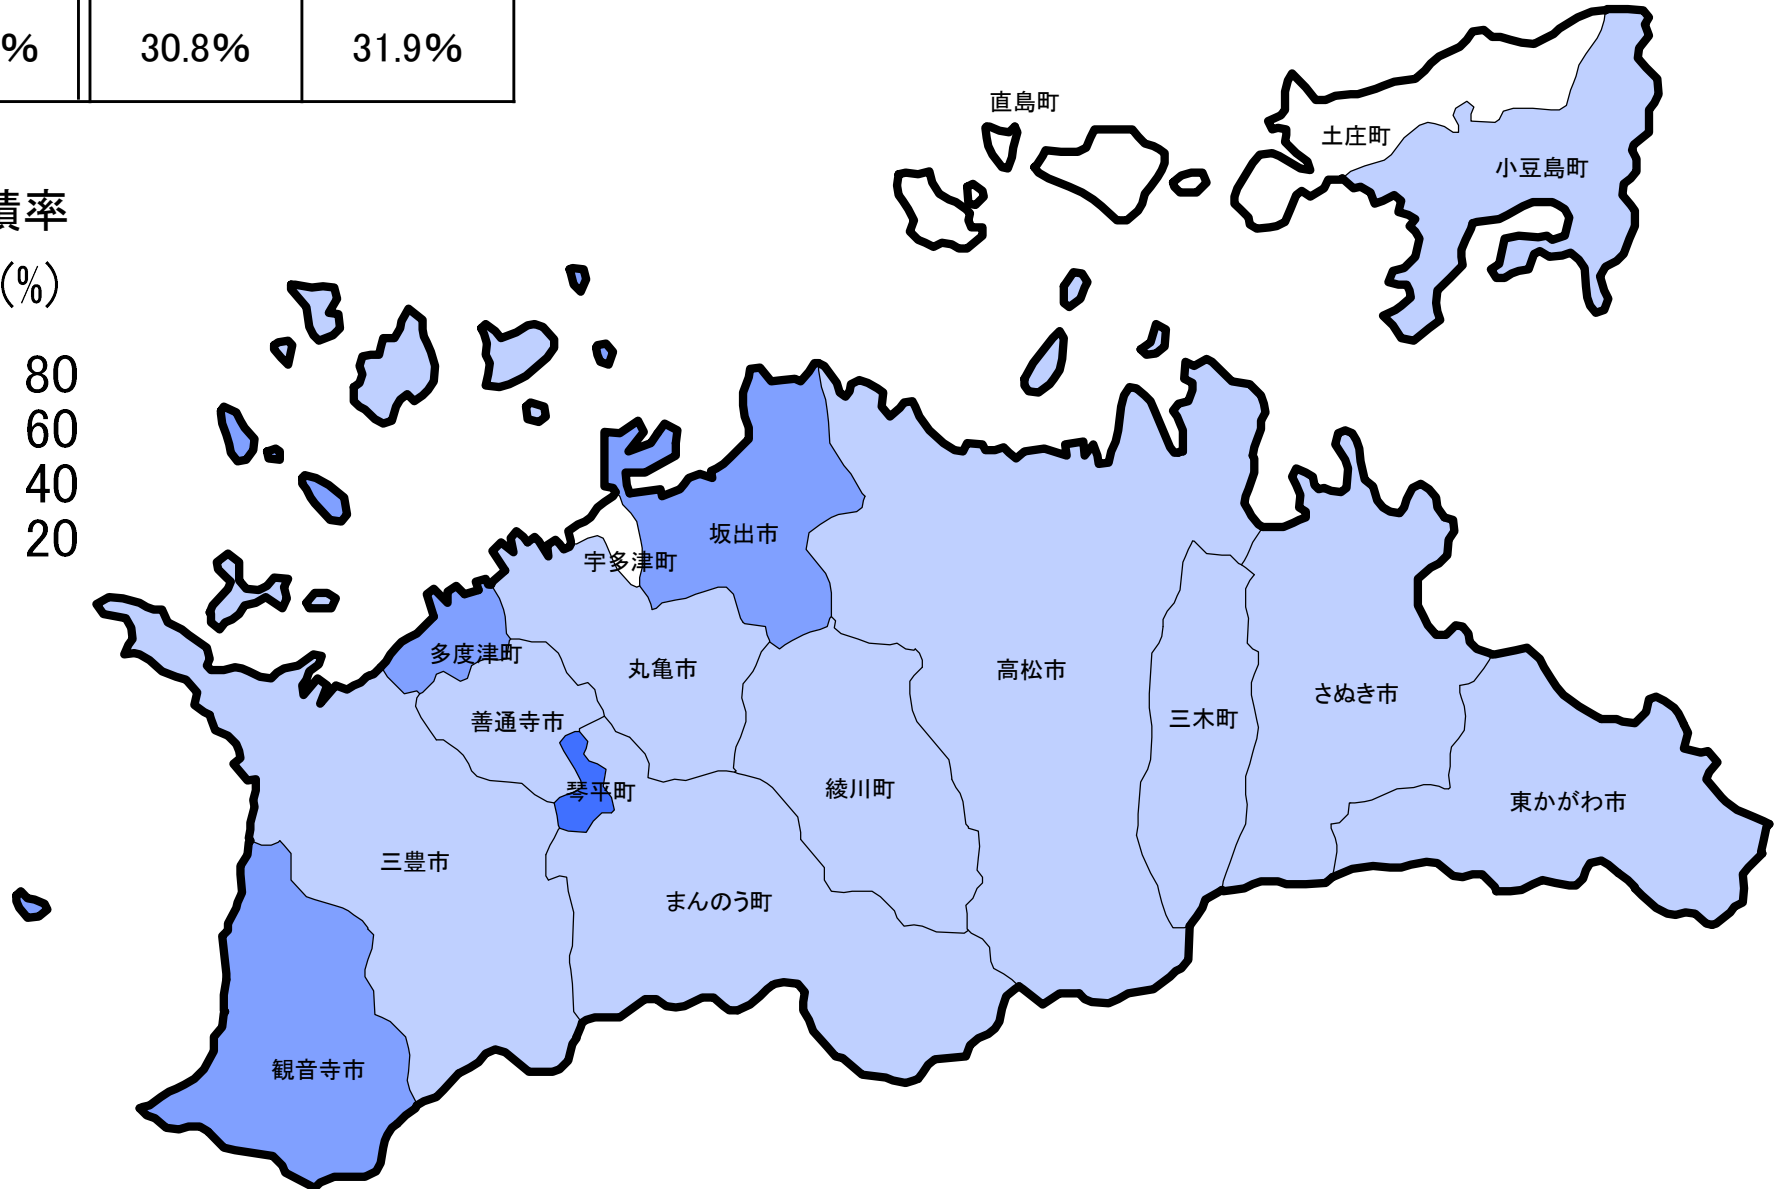 % 30.8% 31.9%
積率
(%)
80
60
40
20
直島町
土庄町
小豆島町
坂出市
宇多津町
多度津町
丸亀市
高松市
さぬき市
善通寺市
三木町
琴平町
綾川町
東かがわ市
三豊市
まんのう町
観音寺市